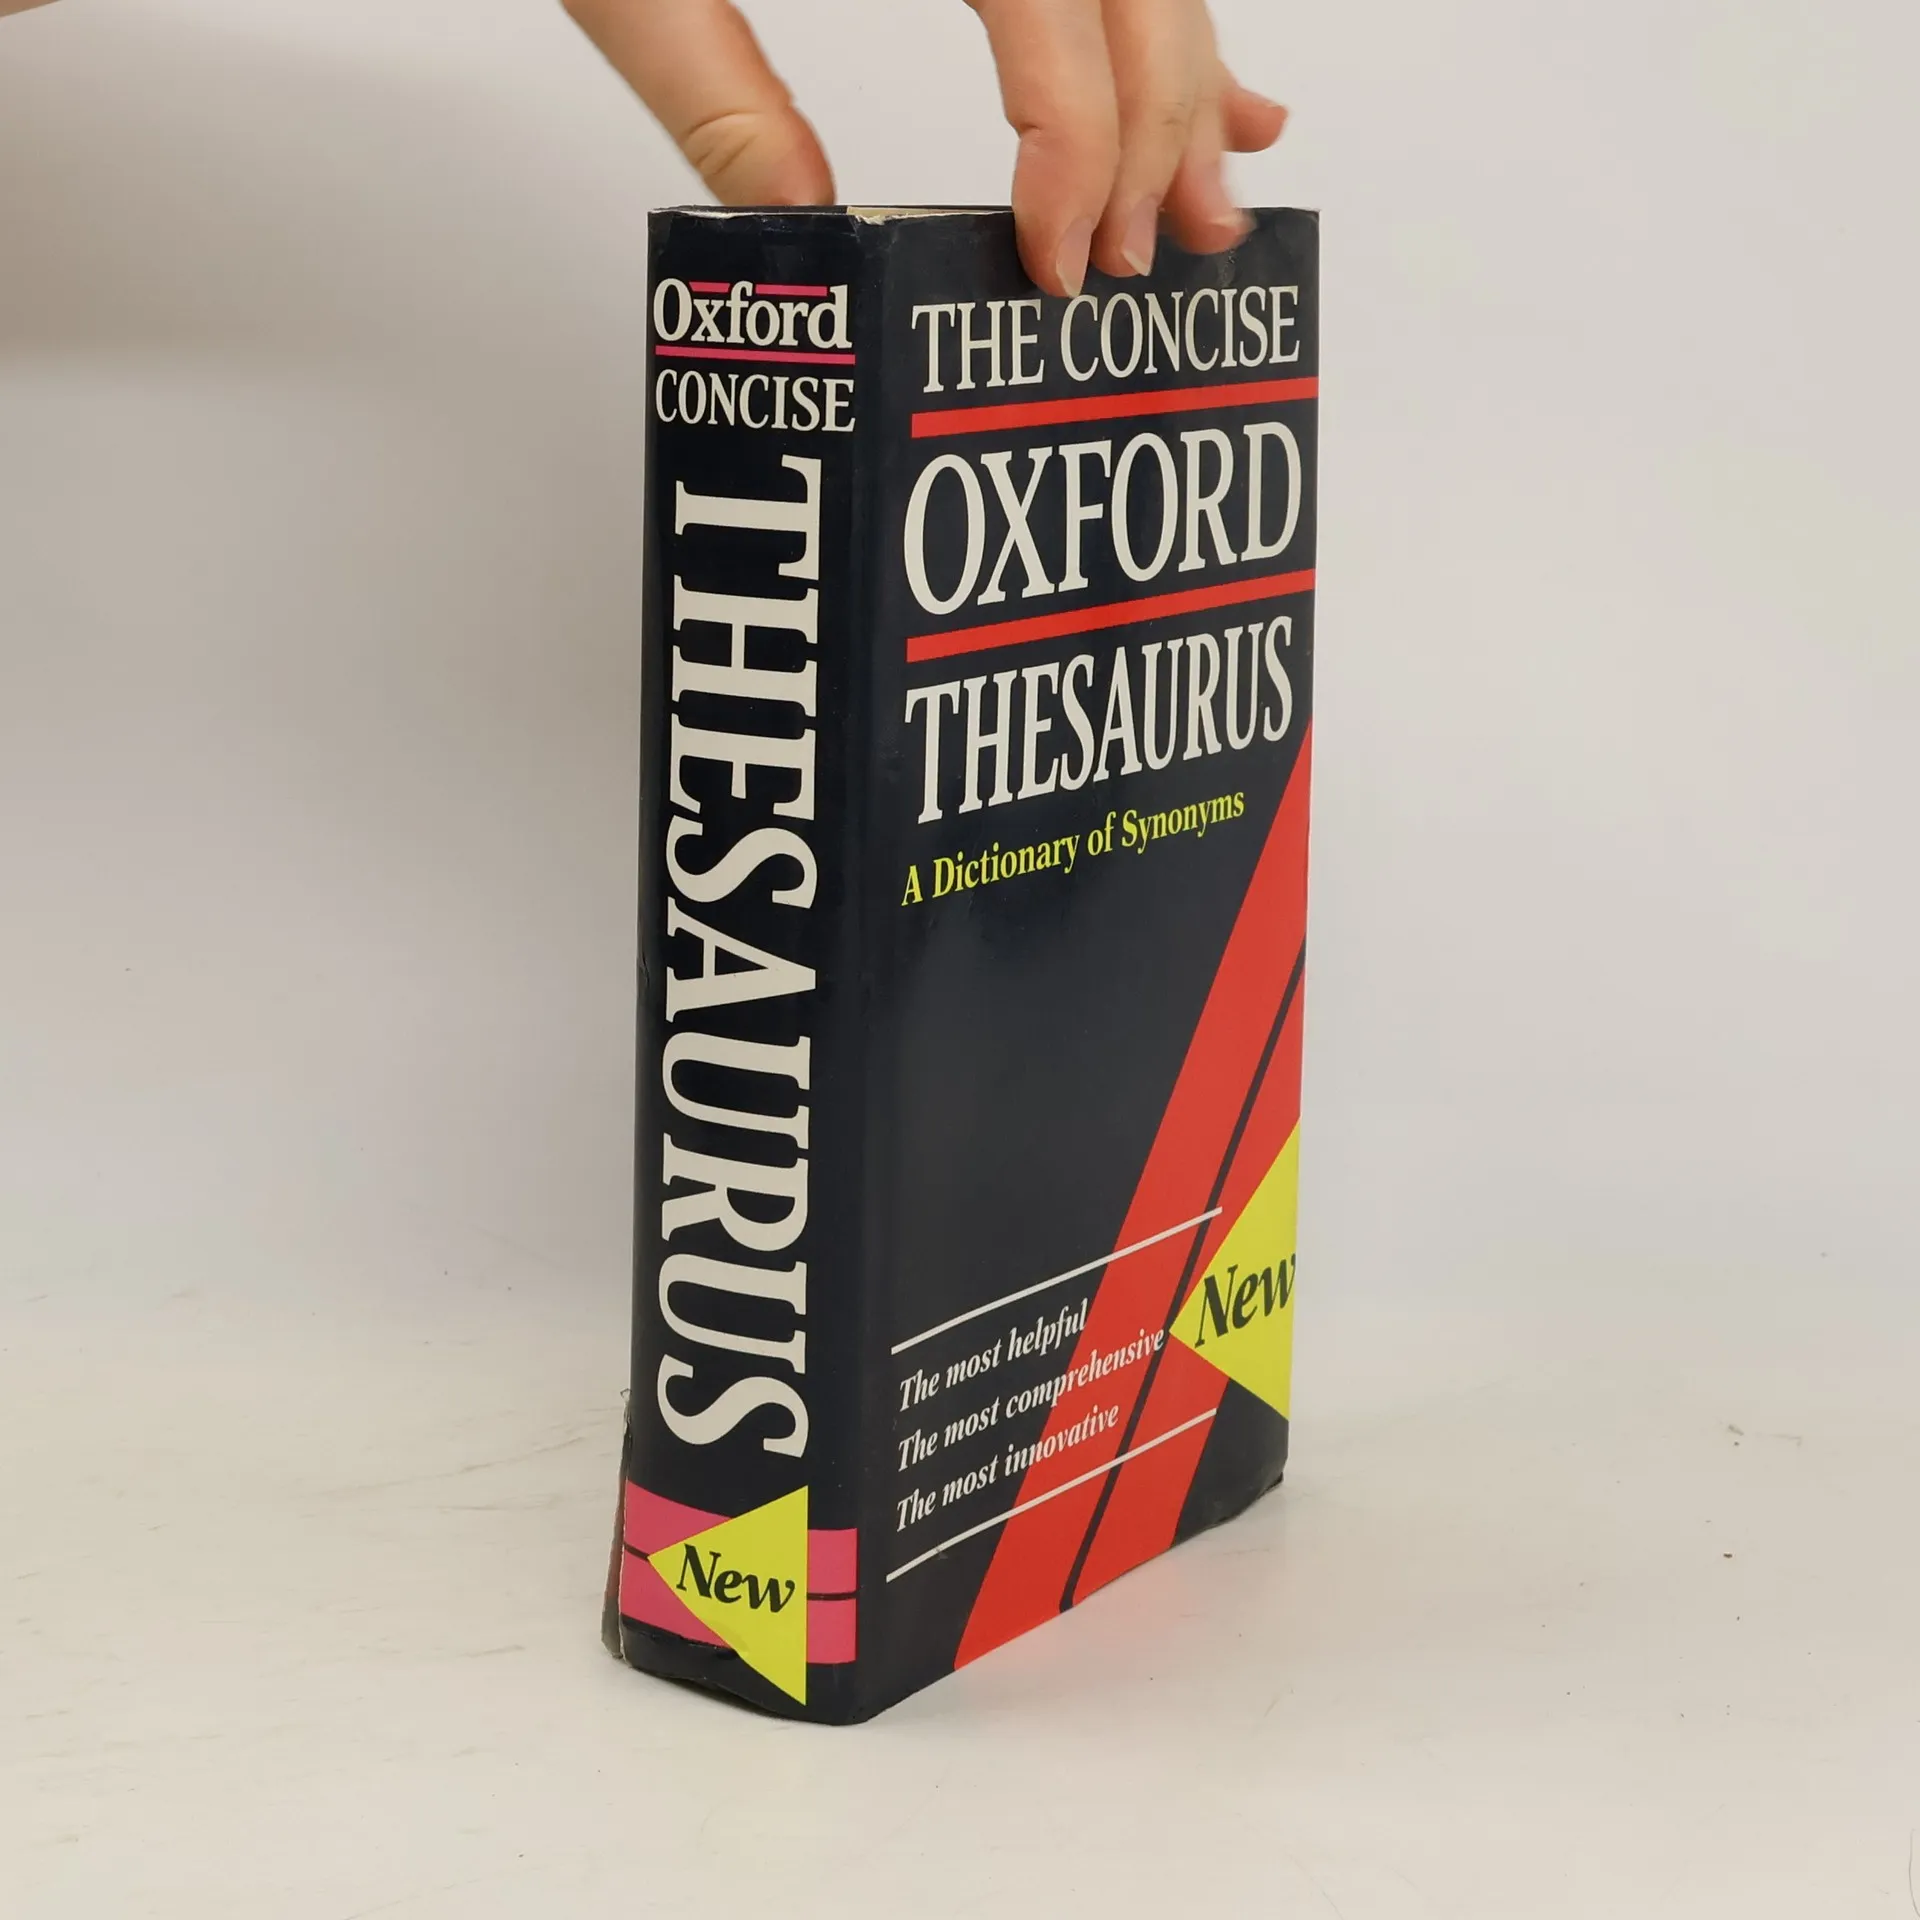 Oxford
CONCISE
THESAURUS
New
THE CONCISE
OXFORD
THESAURUS
A Dictionary of Synonyms
The most helpful
The most comprehensive
The most innovative
New